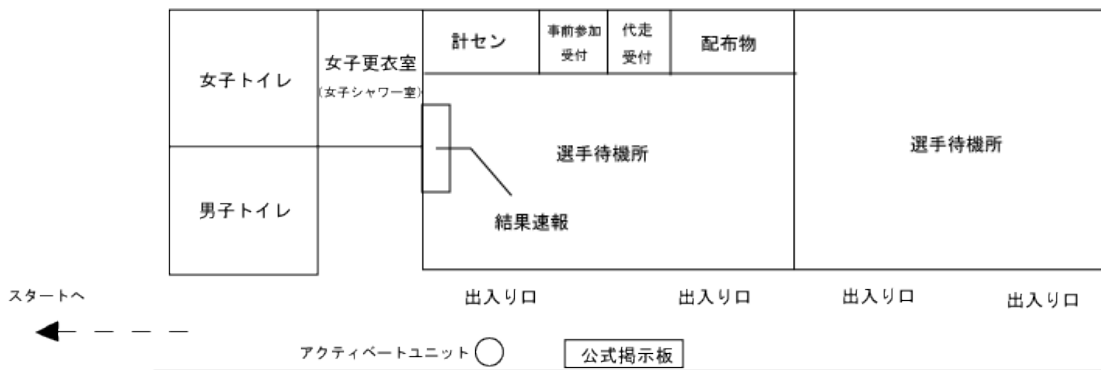 計セン
事前参加
受付
代走
受付
配布物
女子トイレ
女子更衣室
(女子シャワー室)
選手待機所
選手待機所
男子トイレ
結果速報
スタートへ
出入り口
出入り口
出入り口
出入り口
アクティベートユニット
公式掲示板